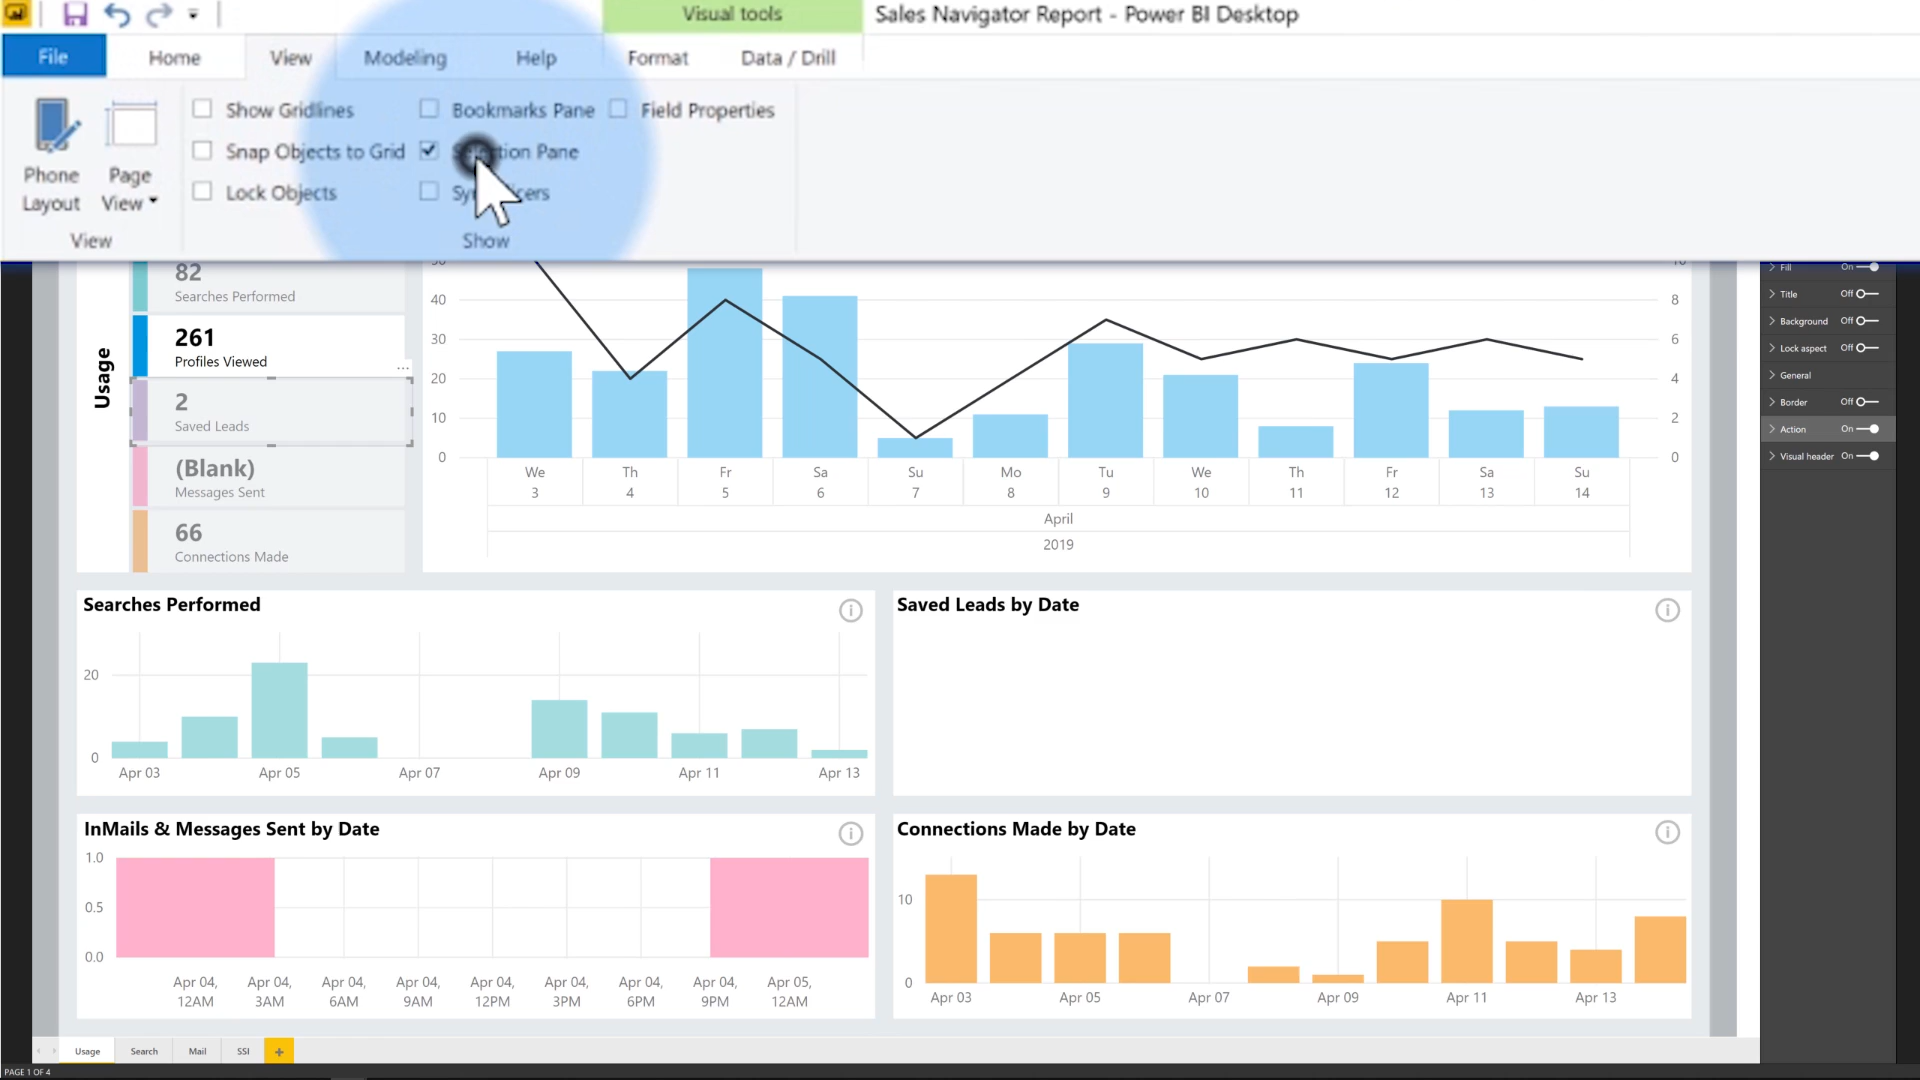 Visual tools
Sales Navigator Report - Power BI Desktop
File Home View Modeling Help Format Data / Drill
Show Gridlines Bookmarks Pane Field Properties
Snap Objects to Grid Selection Pane
Lock Objects
Phone Layout
Page View
View Show
82
Searches Performed
261
Profiles Viewed
...
2
Saved Leads
(Blank)
Messages Sent
66
Connections Made
Usage
40 8
30 6
20 4
10 2
0 0
We Th Fr Sa Su Mo Tu We Th Fr Sa Su
3 4 5 6 7 8 9 10 11 12 13 14
April
2019
Fill On
Title Off
Background Off
Lock aspect Off
General
Border Off
Action On
Visual header On
Searches Performed
20
0
Apr 03 Apr 05 Apr 07 Apr 09 Apr 11 Apr 13
Saved Leads by Date
InMails & Messages Sent by Date
1.0
0.5
0.0
Apr 04, Apr 04, Apr 04, Apr 04, Apr 04, Apr 04, Apr 04, Apr 04, Apr 05,
12AM 3AM 6AM 9AM 12PM 3PM 6PM 9PM 12AM
Connections Made by Date
10
0
Apr 03 Apr 05 Apr 07 Apr 09 Apr 11 Apr 13
Usage Search Mail SSI +
PAGE 1 OF 4